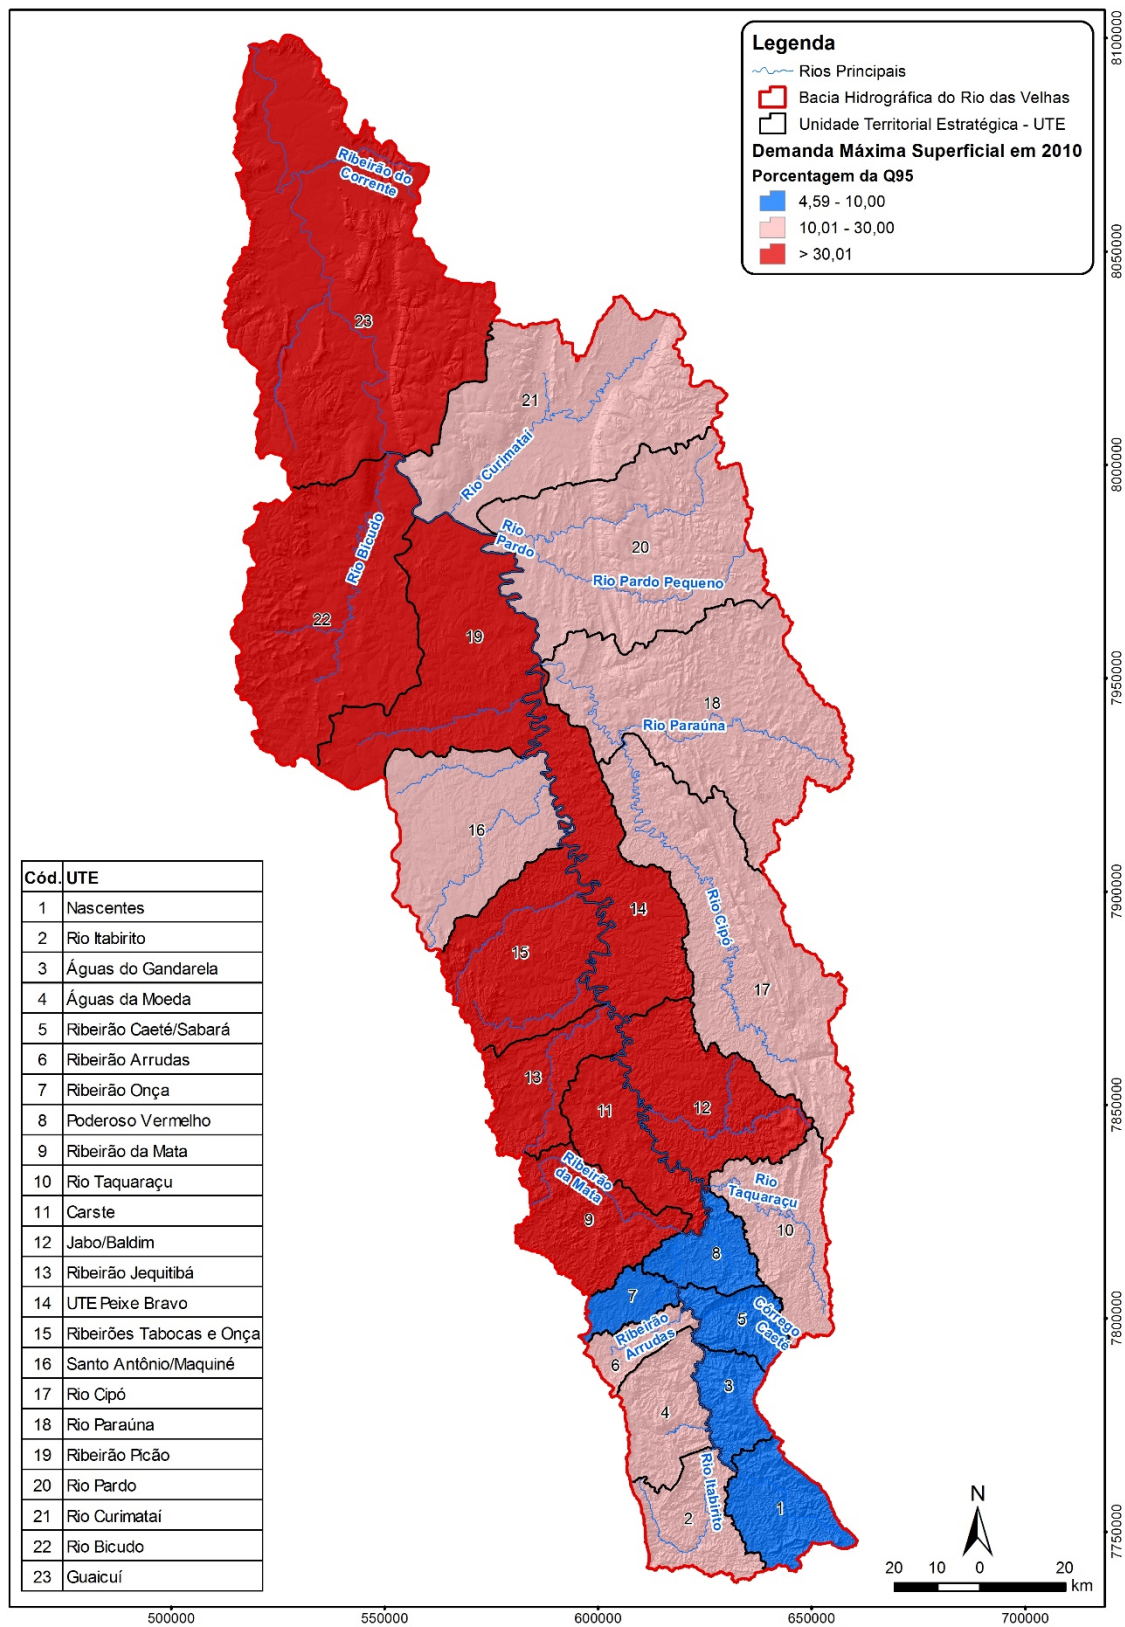 Legenda
Rios Principais
Bacia Hidrográfica do Rio das Velhas
Unidade Territorial Estratégica - UTE
Demanda Máxima Superficial em 2010
Porcentagem da Q95
4,59 - 10,00
10,01 - 30,00
> 30,01
8100000
8050000
8000000
7950000
7900000
7850000
7800000
7750000
Ribeirão do
Corrente
23
21
Rio Curimataí
Rio
Pardo
20
Rio Pardo Pequeno
Rio Bicudo
22
19
18
Rio Paraúna
16
Rio Cipó
14
15
17
13
11
12
Ribeirão
da Mata
Rio
Taquaraçu
9
10
8
7
5
Córrego
Caeté
Ribeirão
Arrudas
6
3
4
Rio Itabirito
2
1
Cód. UTE
1 Nascentes
2 Rio Itabirito
3 Águas do Gandarela
4 Águas da Moeda
5 Ribeirão Caeté/Sabará
6 Ribeirão Arrudas
7 Ribeirão Onça
8 Poderoso Vermelho
9 Ribeirão da Mata
10 Rio Taquaraçu
11 Carste
12 Jabo/Baldim
13 Ribeirão Jequitibá
14 UTE Peixe Bravo
15 Ribeirões Tabocas e Onça
16 Santo Antônio/Maquiné
17 Rio Cipó
18 Rio Paraúna
19 Ribeirão Picão
20 Rio Pardo
21 Rio Curimataí
22 Rio Bicudo
23 Guaicuí
N
20 10 0 20
km
500000 550000 600000 650000 700000